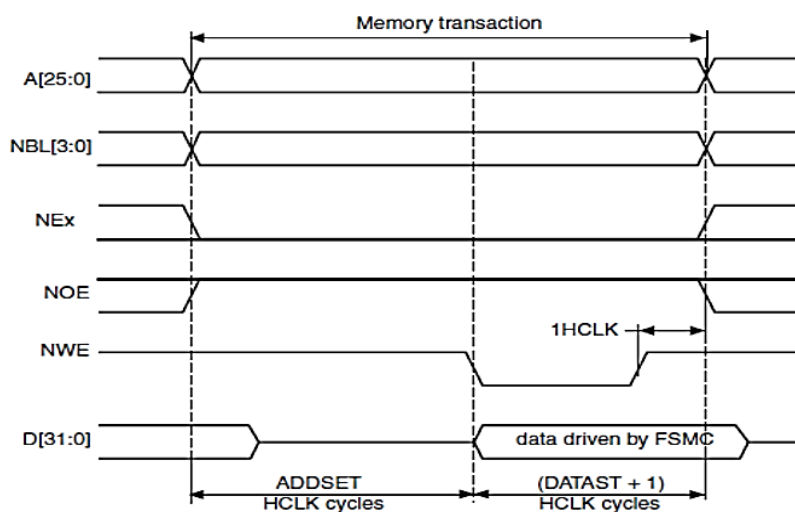 Memory transaction
A[25:0]
NBL[3:0]
NEx
NOE
1HCLK
NWE
D[31:0]
data driven by FSMC
ADDSET
HCLK cycles
(DATAST + 1)
HCLK cycles